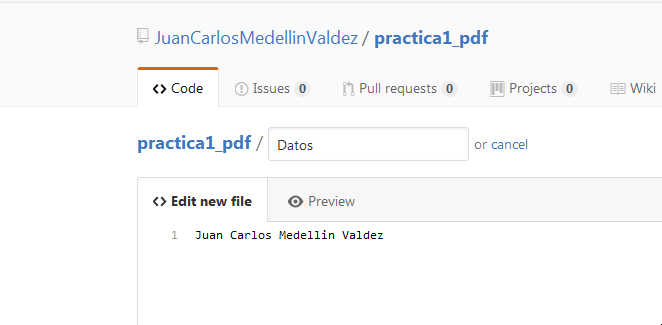 JuanCarlosMedellinValdez / practica1_pdf
Code Issues 0 Pull requests 0 Projects 0 Wiki
practica1_pdf / Datos or cancel
Edit new file Preview
1 Juan Carlos Medellin Valdez